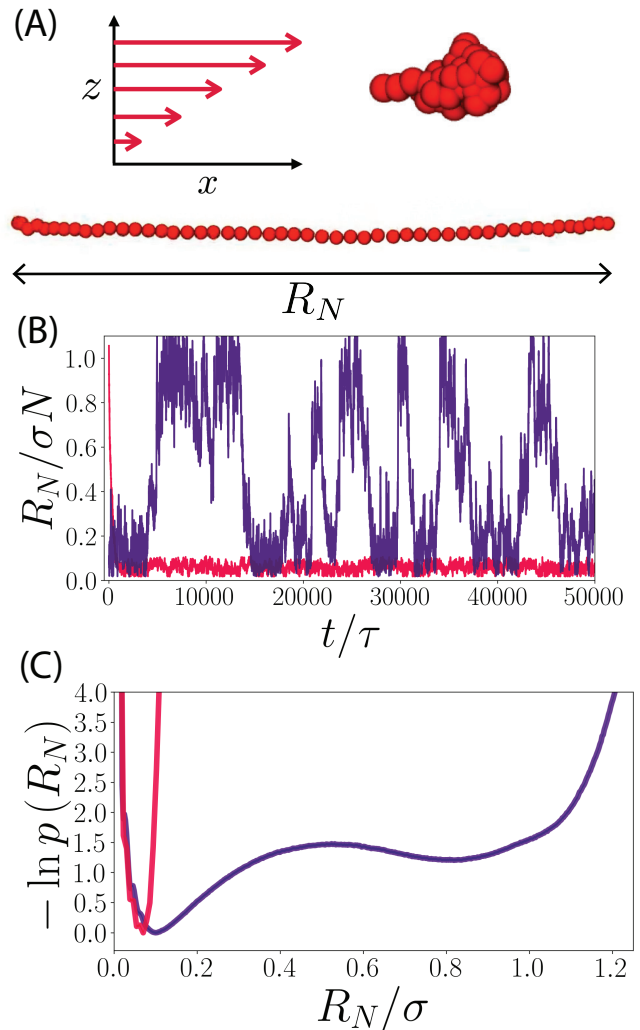 (A)
z
x
R_N
(B)
1.0
0.8
0.6
0.4
0.2
0.0
R_N/σN
0 10000 20000 30000 40000 50000
t/τ
(C)
4.0
3.5
3.0
2.5
2.0
1.5
1.0
0.5
0.0
− ln p (R_N)
0.0 0.2 0.4 0.6 0.8 1.0 1.2
R_N/σ